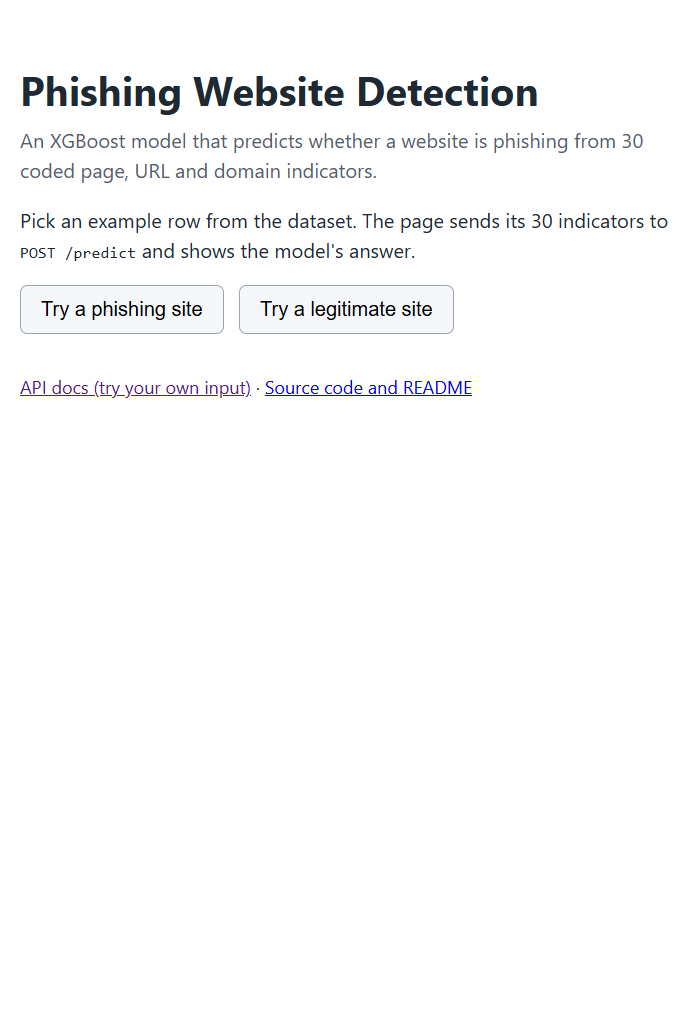 Phishing Website Detection
An XGBoost model that predicts whether a website is phishing from 30
coded page, URL and domain indicators.
Pick an example row from the dataset. The page sends its 30 indicators to
POST /predict and shows the model's answer.
Try a phishing site Try a legitimate site
API docs (try your own input) · Source code and README